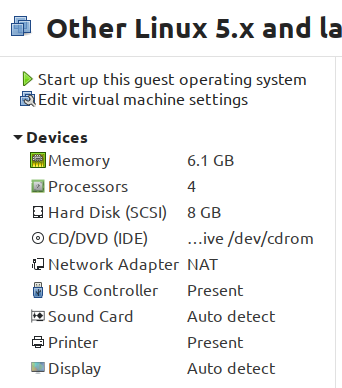 Other Linux 5.x and la
Start up this guest operating system
Edit virtual machine settings
Devices
Memory 6.1 GB
Processors 4
Hard Disk (SCSI) 8 GB
CD/DVD (IDE) …ive /dev/cdrom
Network Adapter NAT
USB Controller Present
Sound Card Auto detect
Printer Present
Display Auto detect